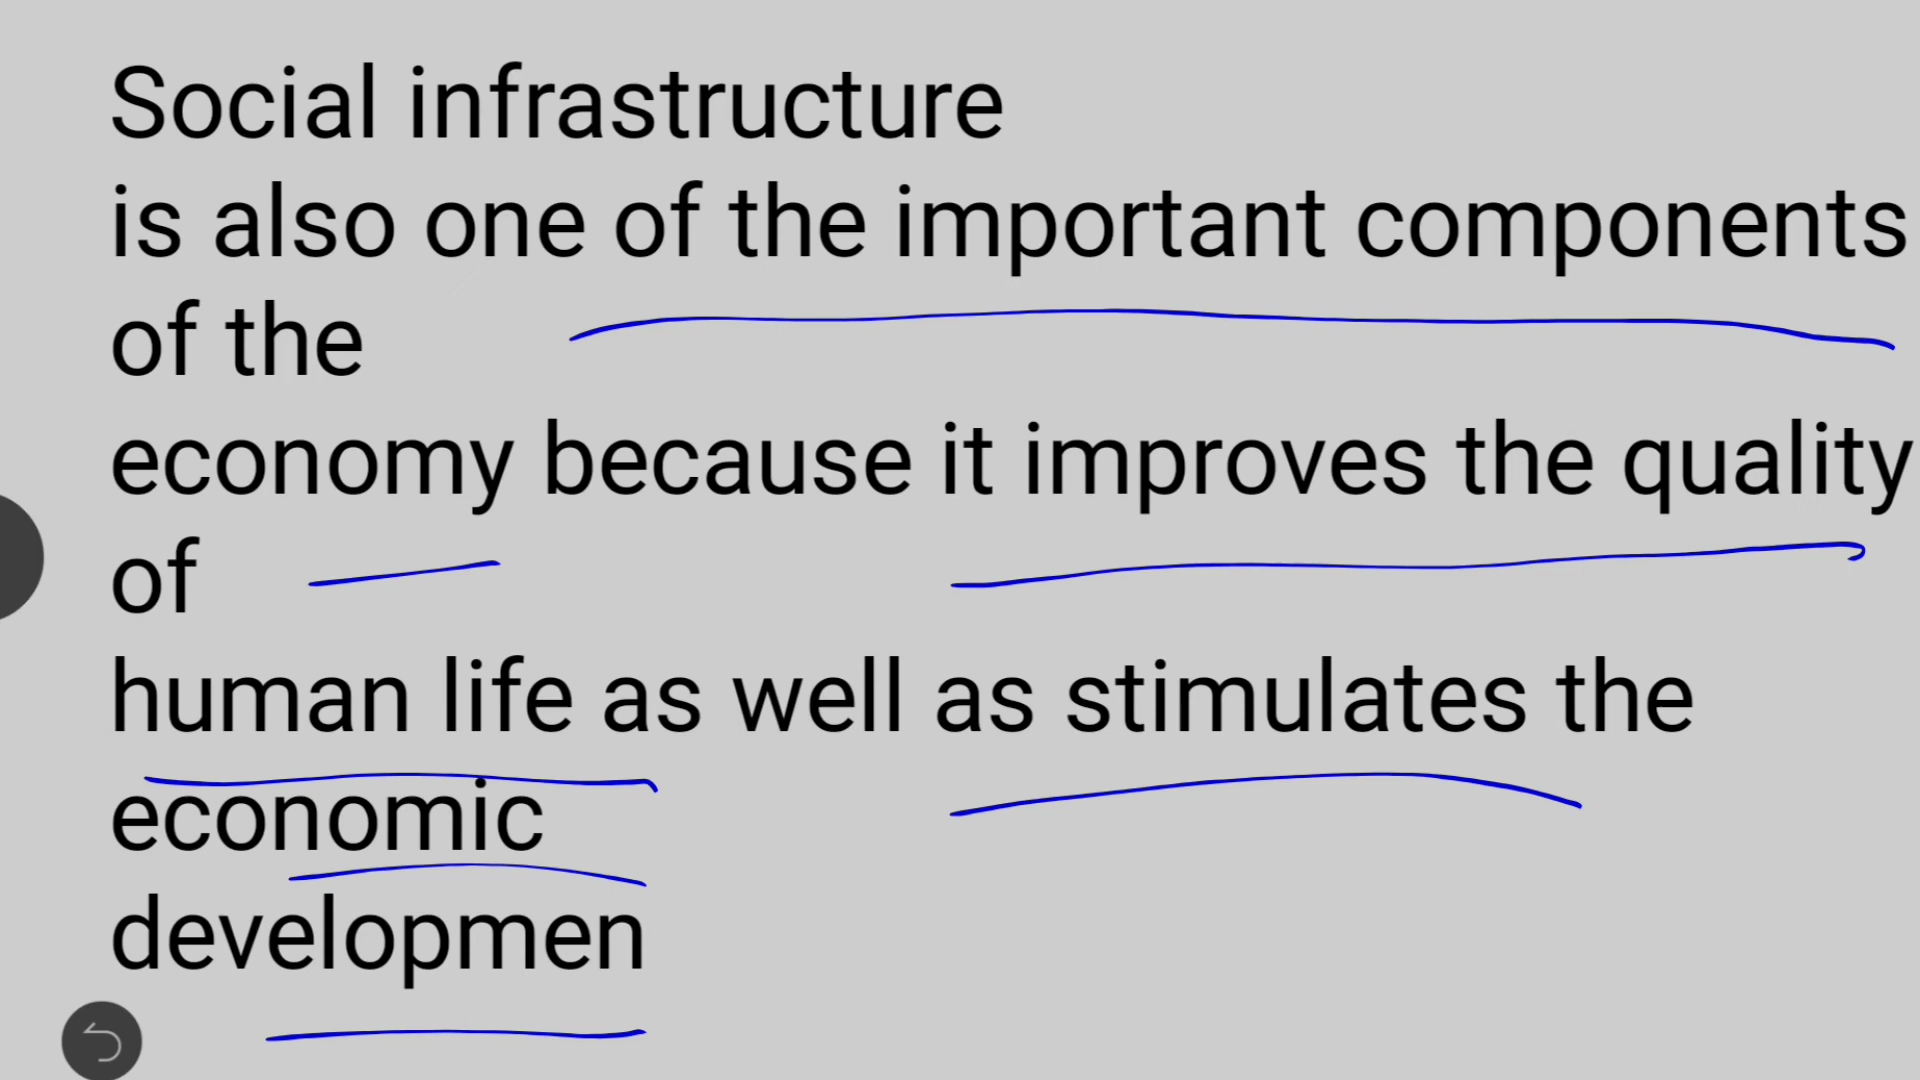 Social infrastructure
is also one of the important components
of the
economy because it improves the quality
of
human life as well as stimulates the
economic
developmen